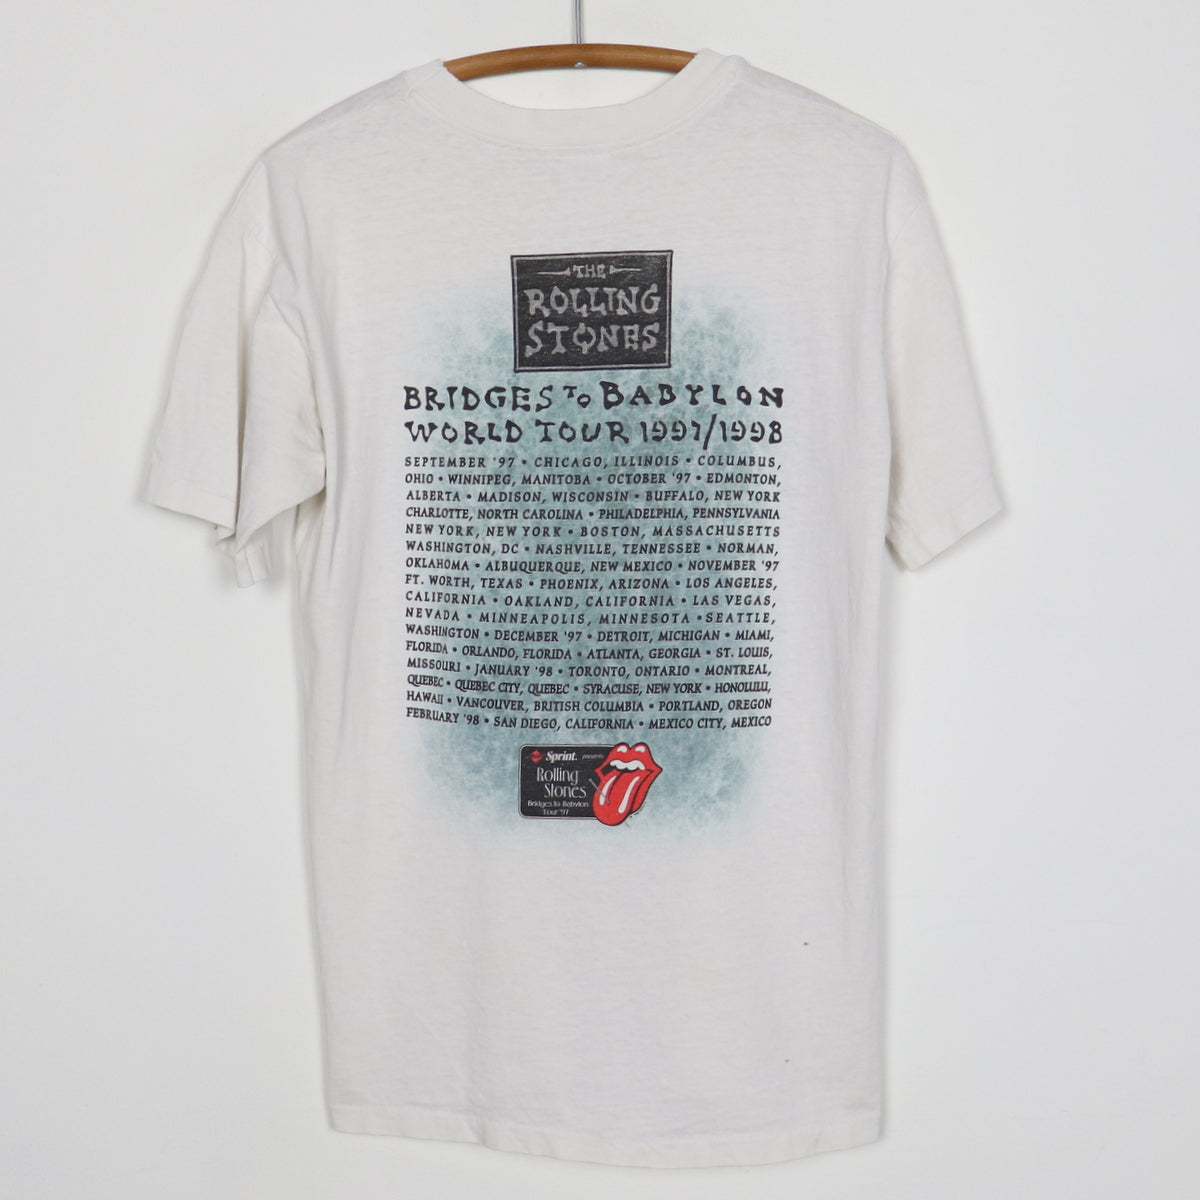 THE
ROLLING
STONES
BRIDGES TO BABYLON
WORLD TOUR 1997/1998
SEPTEMBER '97 • CHICAGO, ILLINOIS • COLUMBUS,
OHIO • WINNIPEG, MANITOBA • OCTOBER '97 • EDMONTON,
ALBERTA • MADISON, WISCONSIN • BUFFALO, NEW YORK
CHARLOTTE, NORTH CAROLINA • PHILADELPHIA, PENNSYLVANIA
NEW YORK, NEW YORK • BOSTON, MASSACHUSETTS
WASHINGTON, DC • NASHVILLE, TENNESSEE • NORMAN,
OKLAHOMA • ALBUQUERQUE, NEW MEXICO • NOVEMBER '97
FT. WORTH, TEXAS • PHOENIX, ARIZONA • LOS ANGELES,
CALIFORNIA • OAKLAND, CALIFORNIA • LAS VEGAS,
NEVADA • MINNEAPOLIS, MINNESOTA • SEATTLE,
WASHINGTON • DECEMBER '97 • DETROIT, MICHIGAN • MIAMI,
FLORIDA • ORLANDO, FLORIDA • ATLANTA, GEORGIA • ST. LOUIS,
MISSOURI • JANUARY '98 • TORONTO, ONTARIO • MONTREAL,
QUEBEC • QUEBEC CITY, QUEBEC • SYRACUSE, NEW YORK • HONOLULU,
HAWAII • VANCOUVER, BRITISH COLUMBIA • PORTLAND, OREGON
FEBRUARY '98 • SAN DIEGO, CALIFORNIA • MEXICO CITY, MEXICO
Sprint. presents
Rolling
Stones
Bridges to Babylon
Tour '97